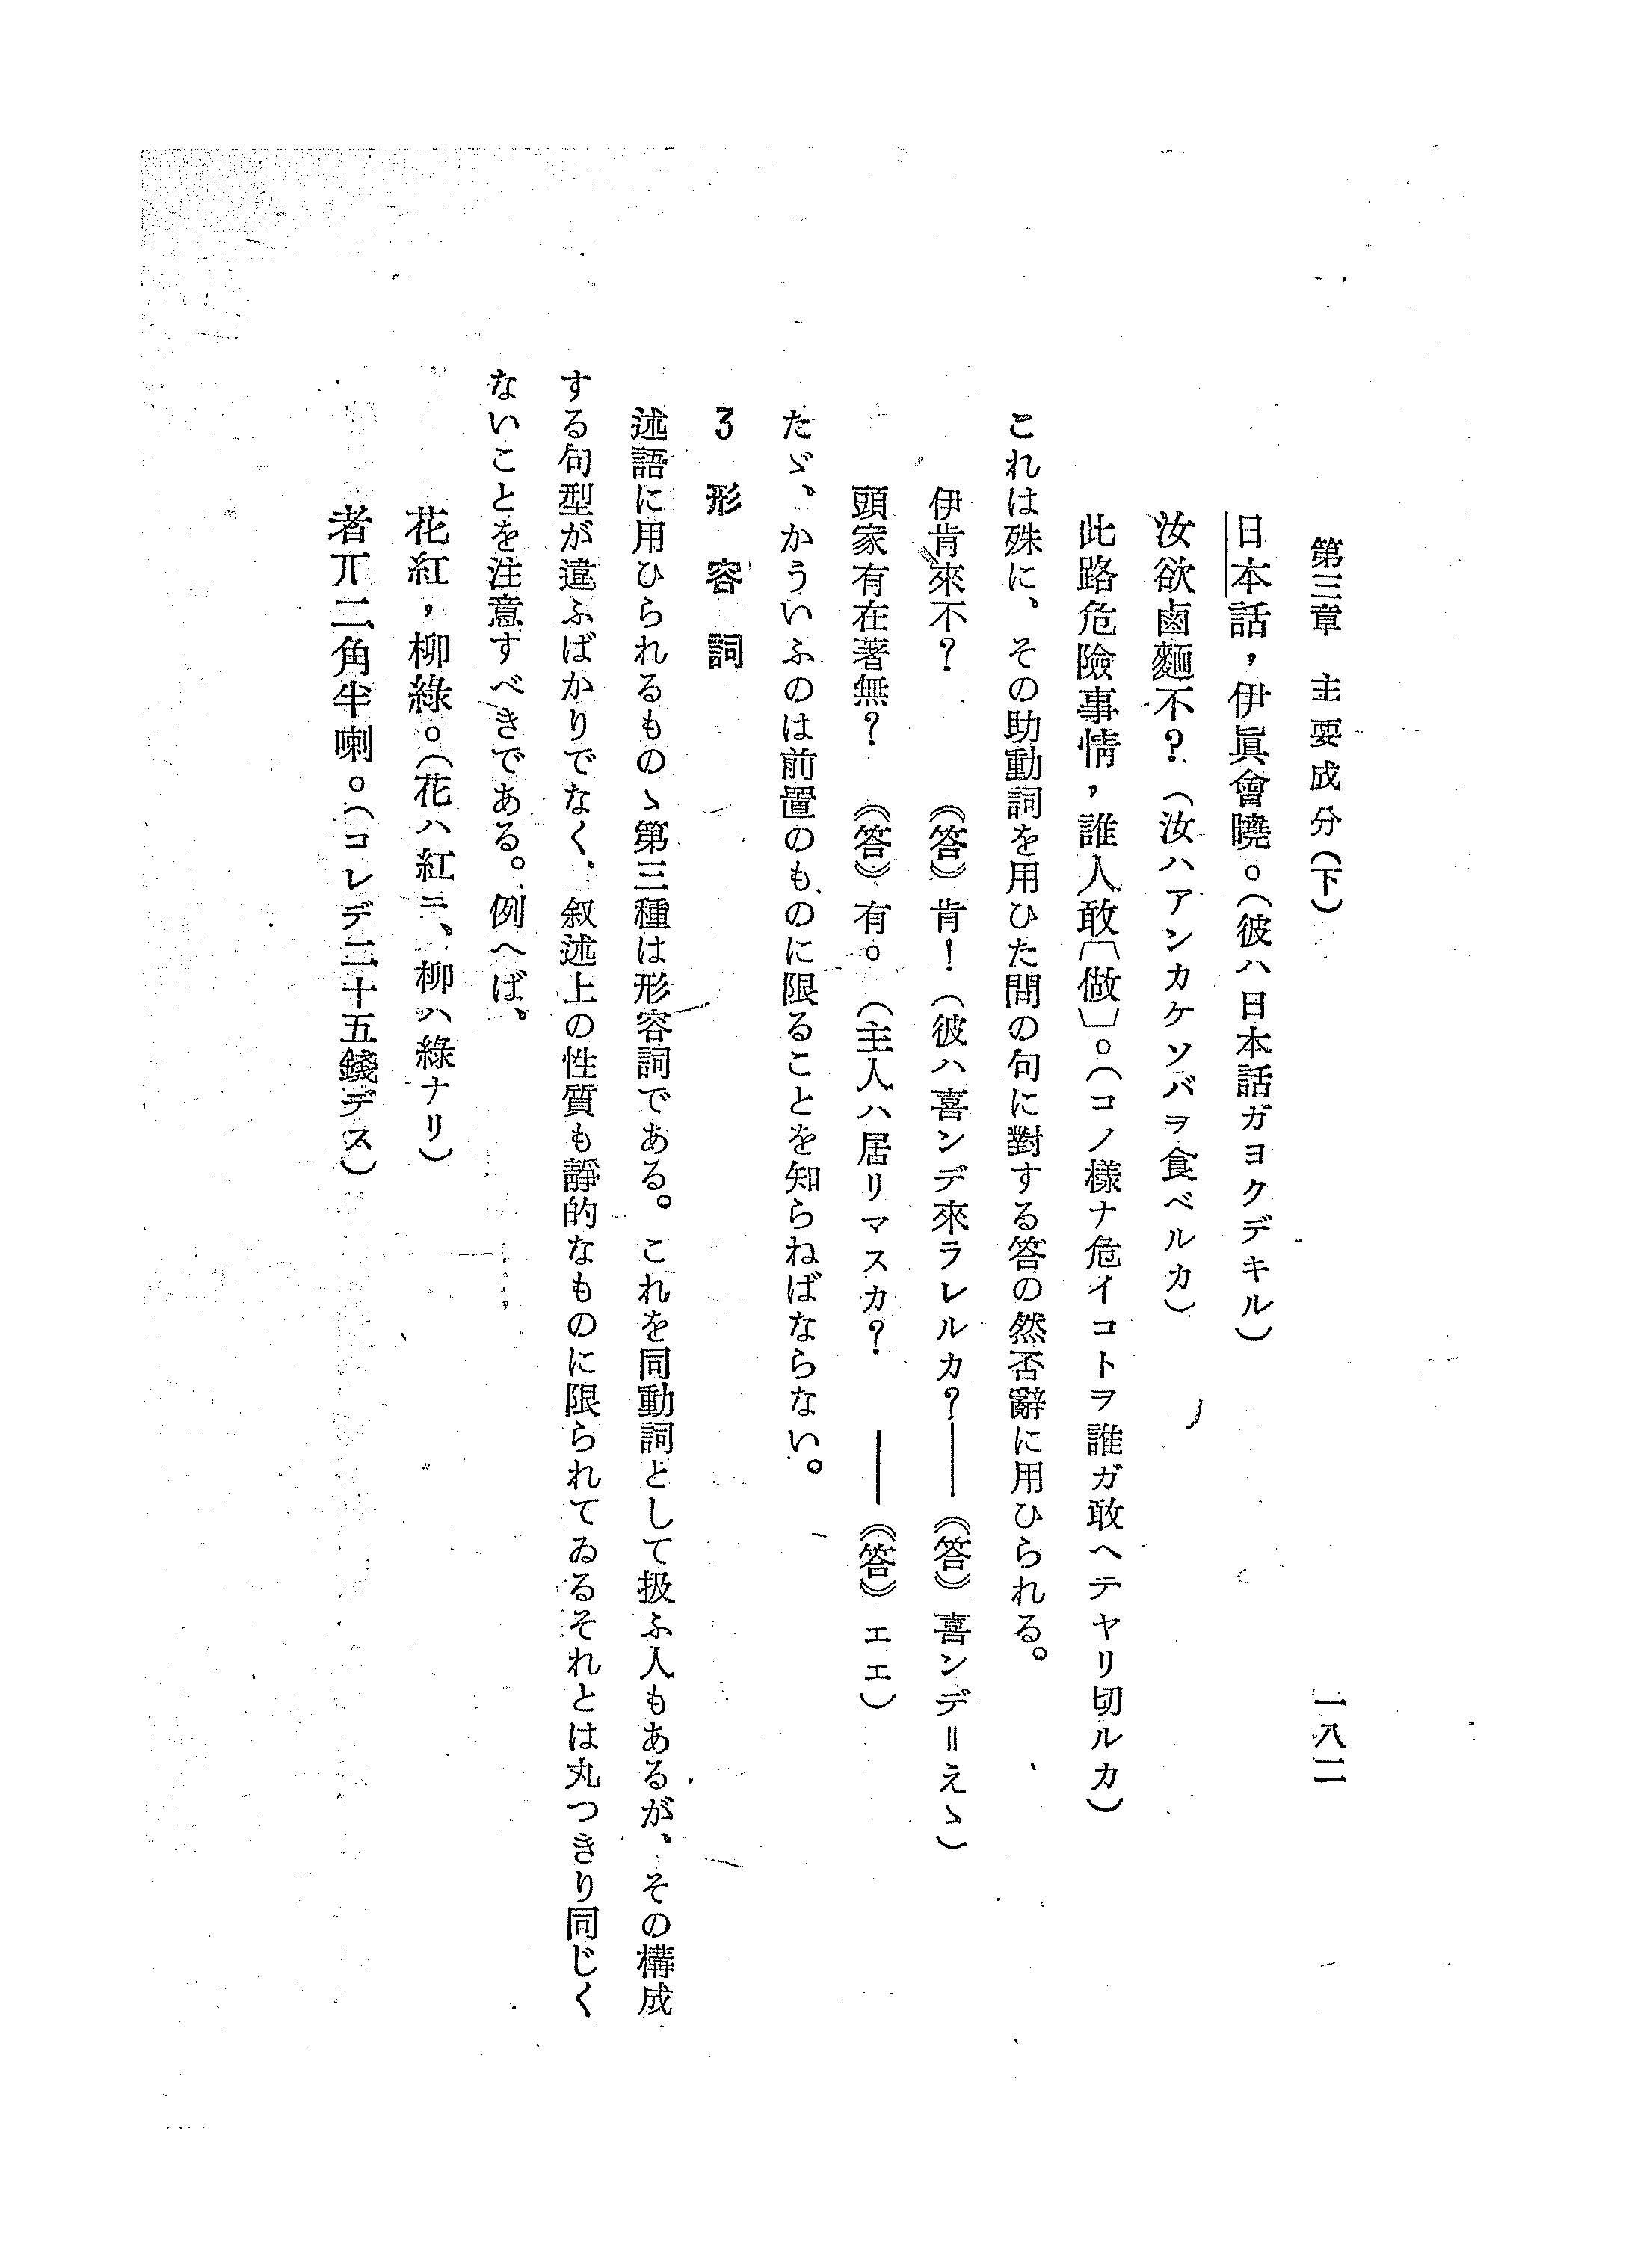 第三章　主要成分（下）　一八二
日本話，伊眞會曉。（彼ハ日本話ガヨクデキル）
汝欲鹵麵不？（汝ハアンカケソバヲ食ベルカ）
此路危險事情，誰人敢〔做〕。（コノ樣ナ危イコトヲ誰ガ敢ヘテヤリ切ルカ）
これは殊に、その助動詞を用ひた問の句に對する答の然否辭に用ひられる。
伊肯來不？　《答》肯！（彼ハ喜ンデ來ラレルカ？――《答》喜ンデ＝えゝ）
頭家有在著無？　《答》有。（主人ハ居リマスカ？　――《答》エエ）
たゞ、かういふのは前置のものに限ることを知らねばならない。
3　形容詞
述語に用ひられるものゝ第三種は形容詞である。これを同動詞として扱ふ人もあるが、その構成
する句型が違ふばかりでなく、叙述上の性質も靜的なものに限られてゐるそれとは丸つきり同じく
ないことを注意すべきである。例へば、
花紅，柳綠。（花ハ紅ニ、柳ハ綠ナリ）
者丌二角半喇。（コレデ二十五錢デス）